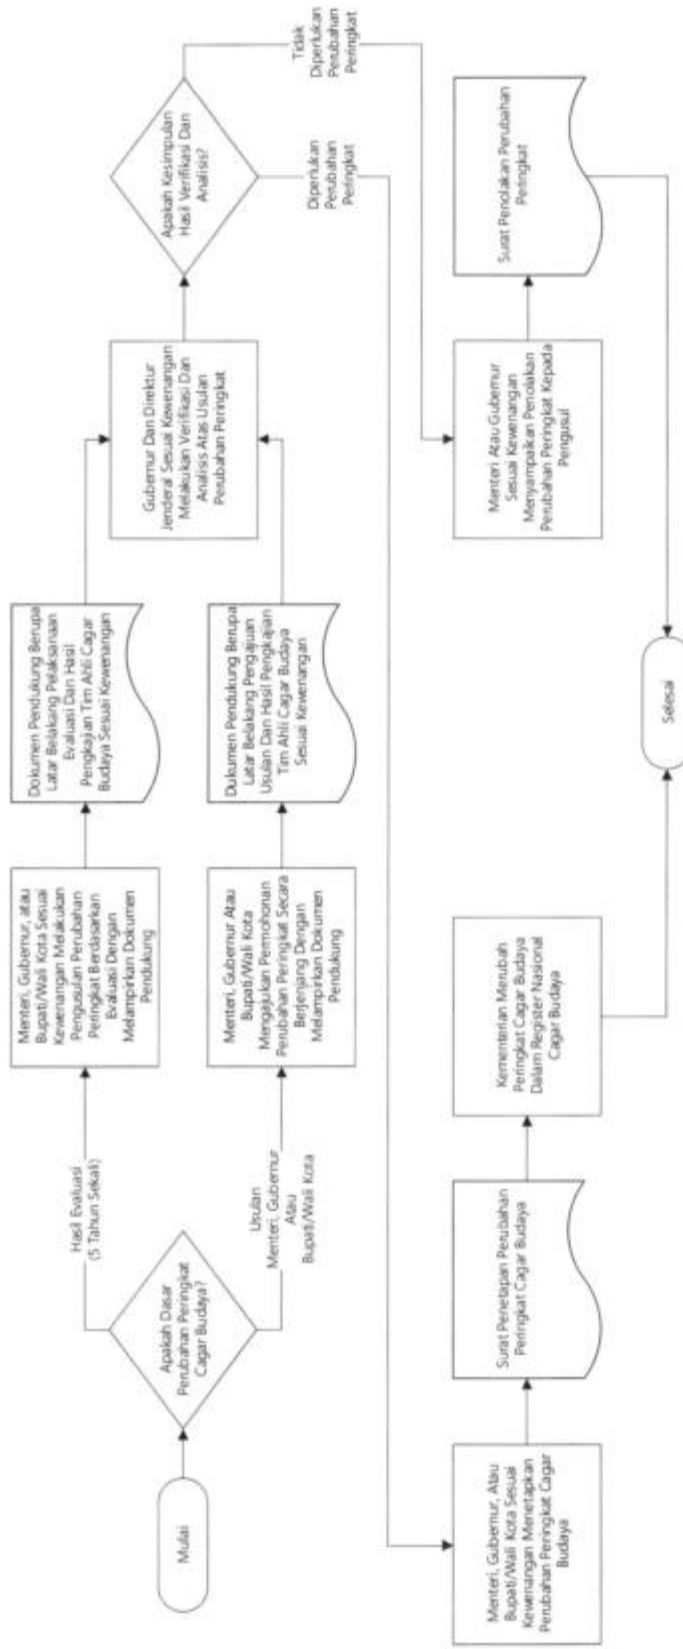 Mulai
Apakah Dasar
Perubahan Peringkat
Cagar Budaya?
Hasil Evaluasi
(5 Tahun Sekali)
Usulan
Menteri, Gubernur
Atau
Bupati/Wali Kota
Menteri, Gubernur, atau
Bupati/Wali Kota Sesuai
Kewenangan Melakukan
Pengusulan Perubahan
Peringkat Berdasarkan
Evaluasi Dengan
Melampirkan Dokumen
Pendukung
Menteri, Gubernur Atau
Bupati/Wali Kota
Mengajukan Permohonan
Perubahan Peringkat Secara
Berjenjang Dengan
Melampirkan Dokumen
Pendukung
Dokumen Pendukung Berupa
Latar Belakang Pelaksanaan
Evaluasi Dan Hasil
Pengkajian Tim Ahli Cagar
Budaya Sesuai Kewenangan
Dukumen Pendukung Berupa
Latar Belakang Pengajuan
Usulan Dan Hasil Pengkajian
Tim Ahli Cagar Budaya
Sesuai Kewenangan
Gubernur Dan Direktur
Jenderal Sesuai Kewenangan
Melakukan Verifikasi Dan
Analisis Atas Usulan
Perubahan Peringkat
Apakah Kesimpulan
Hasil Verifikasi Dan
Analisis?
Tidak
Diperlukan
Perubahan
Peringkat
Diperlukan
Perubahan
Peringkat
Menteri, Gubernur, Atau
Bupati/Wali Kota Sesuai
Kewenangan Menetapkan
Perubahan Peringkat Cagar
Budaya
Surat Penetapan Perubahan
Peringkat Cagar Budaya
Kementerian Merubah
Peringkat Cagar Budaya
Dalam Register Nasional
Cagar Budaya
Menteri Atau Gubernur
Sesuai Kewenangan
Menyampaikan Penolakan
Perubahan Peringkat Kepada
Pengusul
Surat Penolakan Perubahan
Peringkat
Selesai